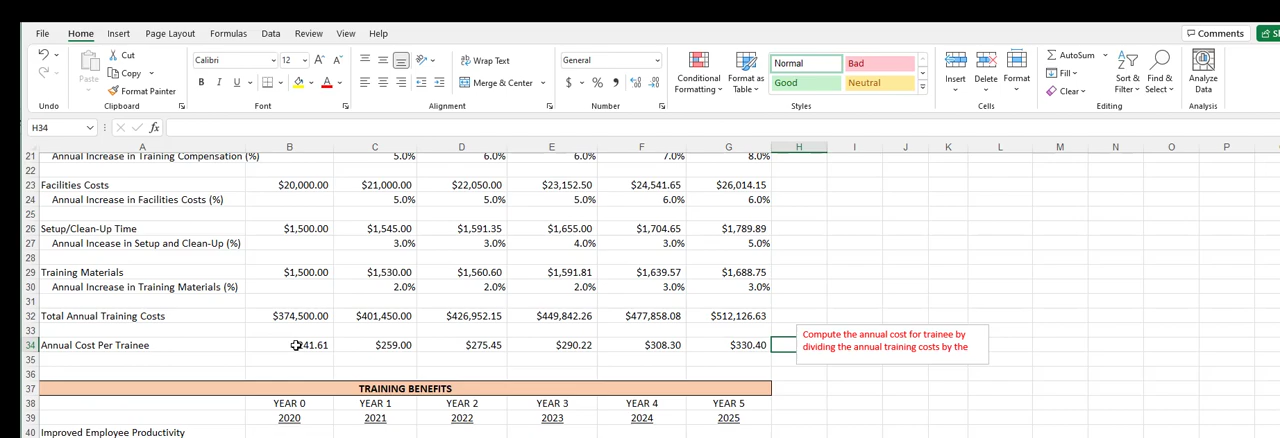 File Home Insert Page Layout Formulas Data Review View Help Comments
Cut AutoSum
Calibri 12 Wrap Text General Normal Bad
Paste Copy Conditional Format as Insert Delete Format Fill Sort & Find & Analyze
Format Painter B I U Merge & Center $ % Formatting Table Good Neutral Clear Filter Select Data
Undo Clipboard Font Alignment Number Styles Cells Editing Analysis
H34 fx
A B C D E F G H I J K L M N O P
21 Annual Increase in Training Compensation (%) 5.0% 6.0% 6.0% 7.0% 8.0%
22
23 Facilities Costs $20,000.00 $21,000.00 $22,050.00 $23,152.50 $24,541.65 $26,014.15
24 Annual Increase in Facilities Costs (%) 5.0% 5.0% 5.0% 6.0% 6.0%
25
26 Setup/Clean-Up Time $1,500.00 $1,545.00 $1,591.35 $1,655.00 $1,704.65 $1,789.89
27 Annual Incease in Setup and Clean-Up (%) 3.0% 3.0% 4.0% 3.0% 5.0%
28
29 Training Materials $1,500.00 $1,530.00 $1,560.60 $1,591.81 $1,639.57 $1,688.75
30 Annual Increase in Training Materials (%) 2.0% 2.0% 2.0% 3.0% 3.0%
31
32 Total Annual Training Costs $374,500.00 $401,450.00 $426,952.15 $449,842.26 $477,858.08 $512,126.63
33
Compute the annual cost for trainee by
34 Annual Cost Per Trainee 241.61 $259.00 $275.45 $290.22 $308.30 $330.40
dividing the annual training costs by the
35
36
37 TRAINING BENEFITS
38 YEAR 0 YEAR 1 YEAR 2 YEAR 3 YEAR 4 YEAR 5
39 2020 2021 2022 2023 2024 2025
40 Improved Employee Productivity